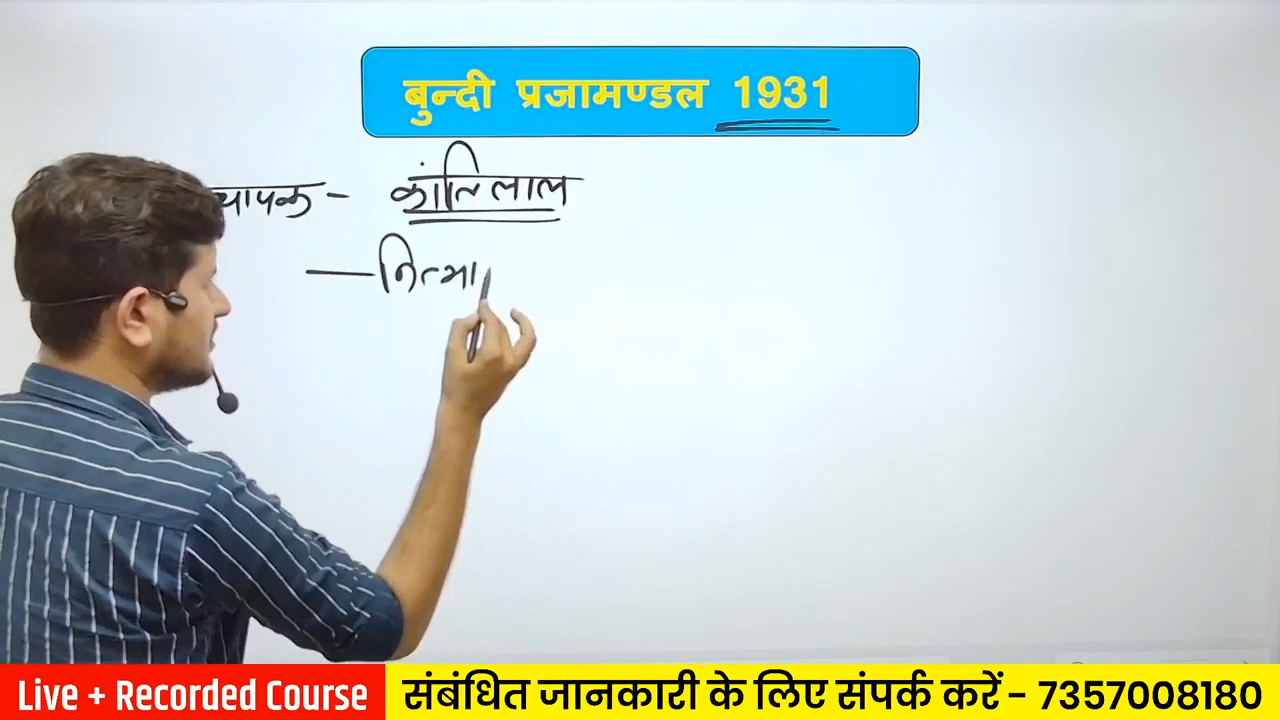 बुन्दी प्रजामण्डल 1931
कांतिलाल
नित्या
Live + Recorded Course
संबंधित जानकारी के लिए संपर्क करें - 7357008180